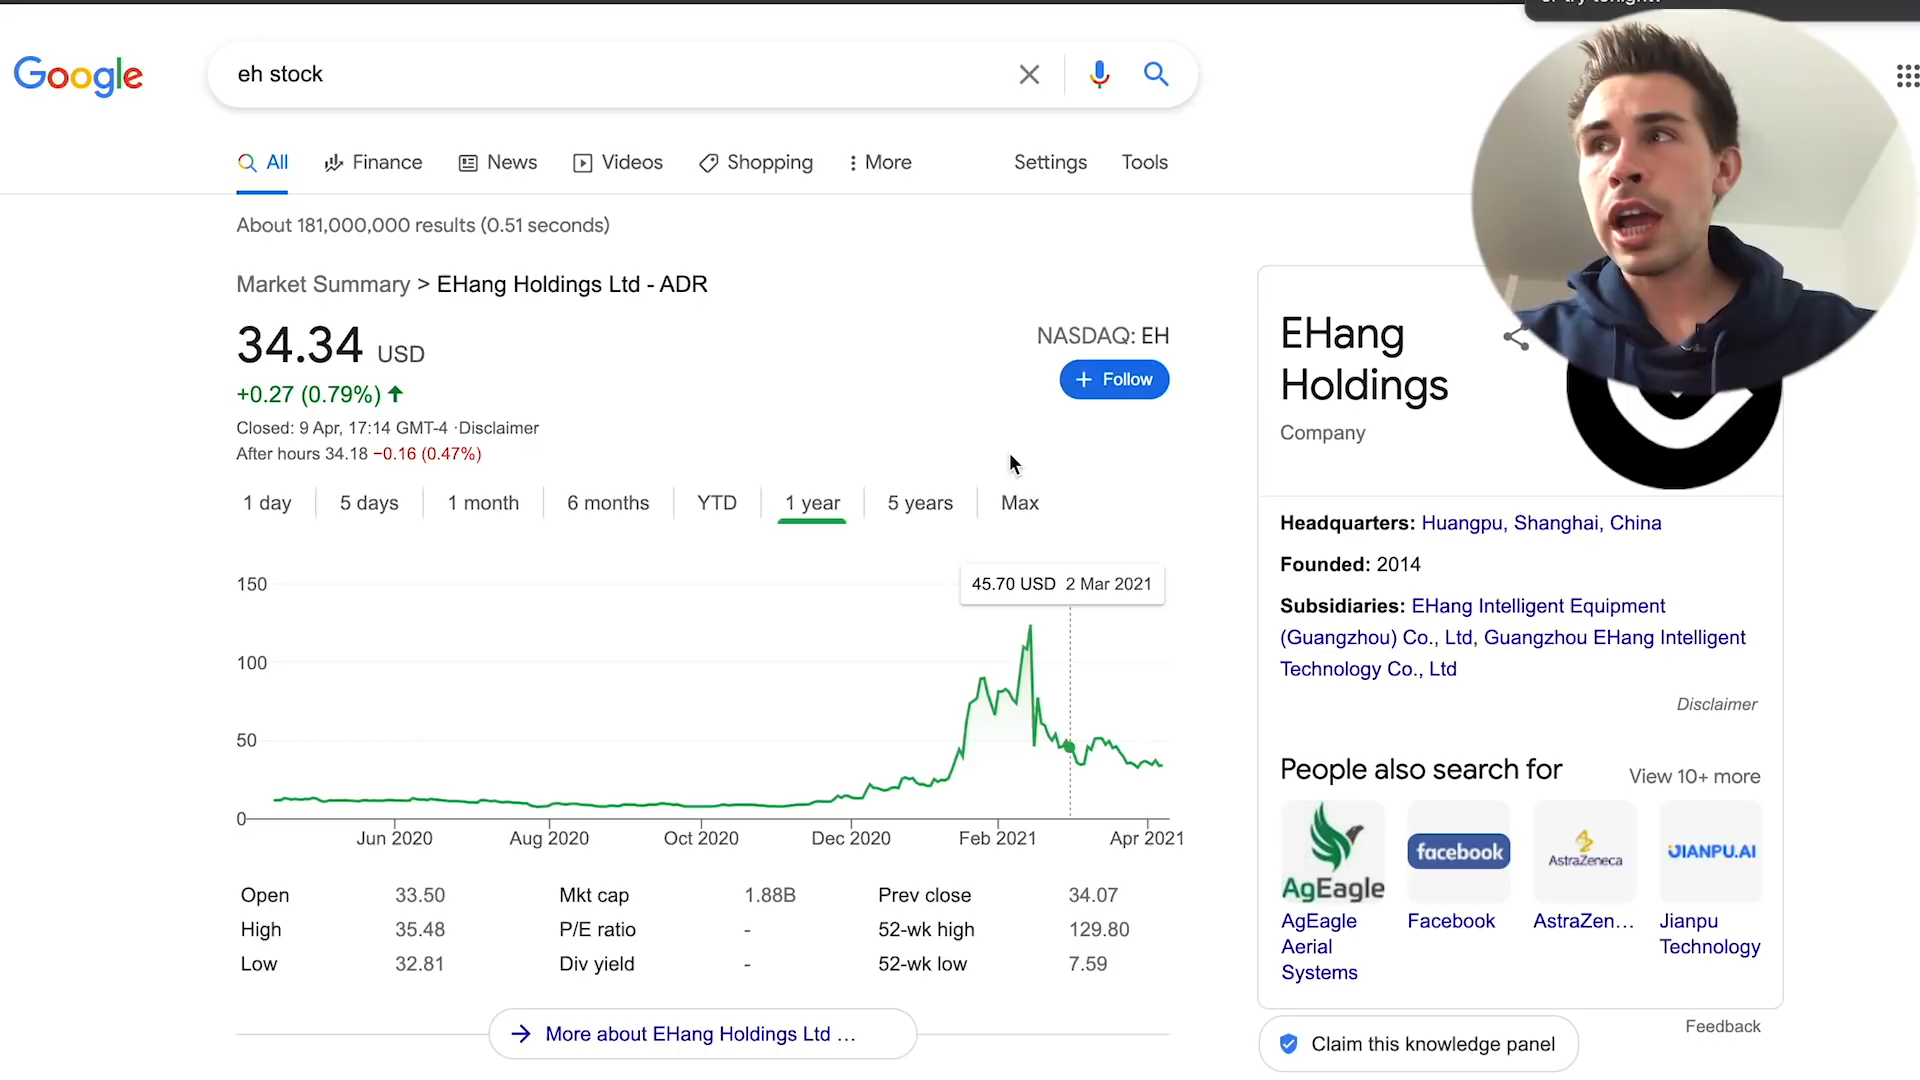 Google
eh stock
All
Finance
News
Videos
Shopping
More
Settings
Tools
About 181,000,000 results (0.51 seconds)
Market Summary > EHang Holdings Ltd - ADR
34.34 USD
NASDAQ: EH
+0.27 (0.79%)
Follow
Closed: 9 Apr, 17:14 GMT-4 ·Disclaimer
After hours 34.18 −0.16 (0.47%)
1 day
5 days
1 month
6 months
YTD
1 year
5 years
Max
45.70 USD 2 Mar 2021
150
100
50
0
Jun 2020
Aug 2020
Oct 2020
Dec 2020
Feb 2021
Apr 2021
Open 33.50
Mkt cap 1.88B
Prev close 34.07
High 35.48
P/E ratio -
52-wk high 129.80
Low 32.81
Div yield -
52-wk low 7.59
More about EHang Holdings Ltd ...
EHang
Holdings
Company
Headquarters: Huangpu, Shanghai, China
Founded: 2014
Subsidiaries: EHang Intelligent Equipment
(Guangzhou) Co., Ltd, Guangzhou EHang Intelligent
Technology Co., Ltd
Disclaimer
People also search for
View 10+ more
AgEagle
facebook
AstraZeneca
JIANPU.AI
AgEagle
Aerial
Systems
Facebook
AstraZen...
Jianpu
Technology
Feedback
Claim this knowledge panel